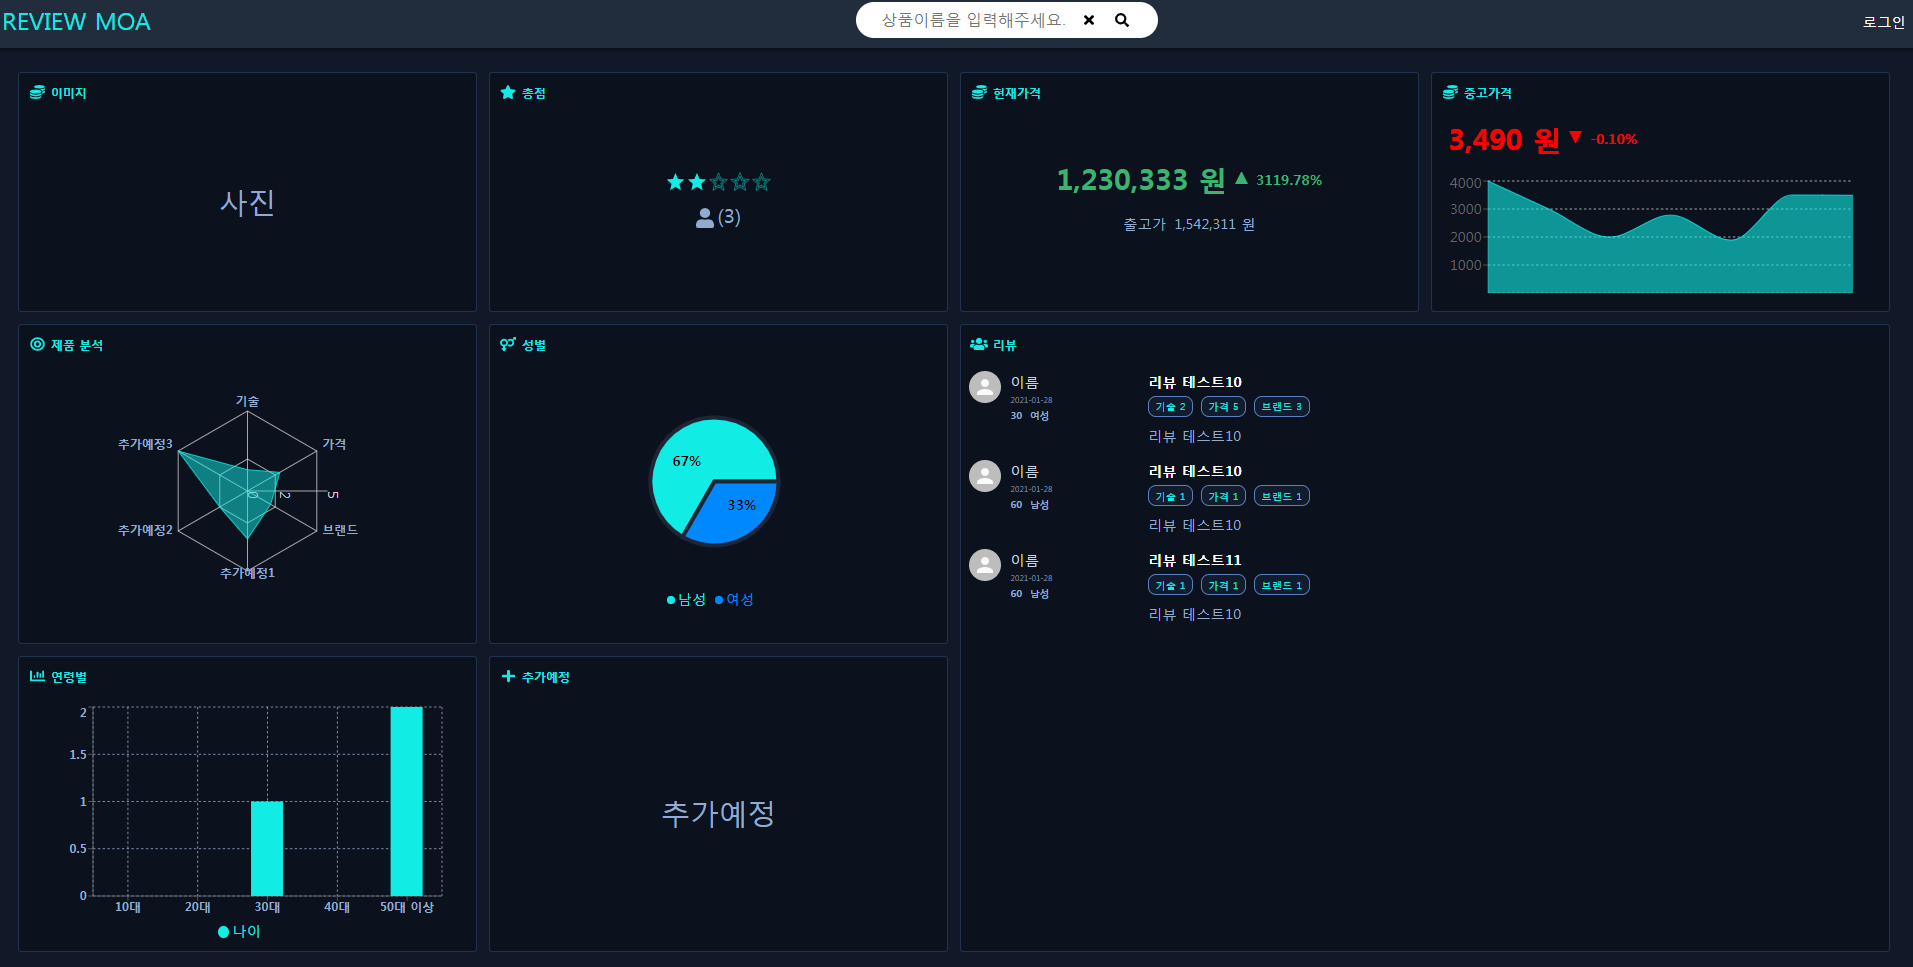 REVIEW MOA
상품이름을 입력해주세요.
로그인
이미지
사진
총점
(3)
현재가격
1,230,333 원 ▲ 3119.78%
출고가 1,542,311 원
중고가격
3,490 원 ▼ -0.10%
4000
3000
2000
1000
제품 분석
기술
추가예정3
가격
0 2 5
추가예정2
브랜드
추가예정1
성별
67%
33%
남성 여성
리뷰
이름
2021-01-28
30 여성
리뷰 테스트10
기술 2 가격 5 브랜드 3
리뷰 테스트10
이름
2021-01-28
60 남성
리뷰 테스트10
기술 1 가격 1 브랜드 1
리뷰 테스트10
이름
2021-01-28
60 남성
리뷰 테스트11
기술 1 가격 1 브랜드 1
리뷰 테스트10
연령별
2
1.5
1
0.5
0
10대 20대 30대 40대 50대 이상
나이
추가예정
추가예정